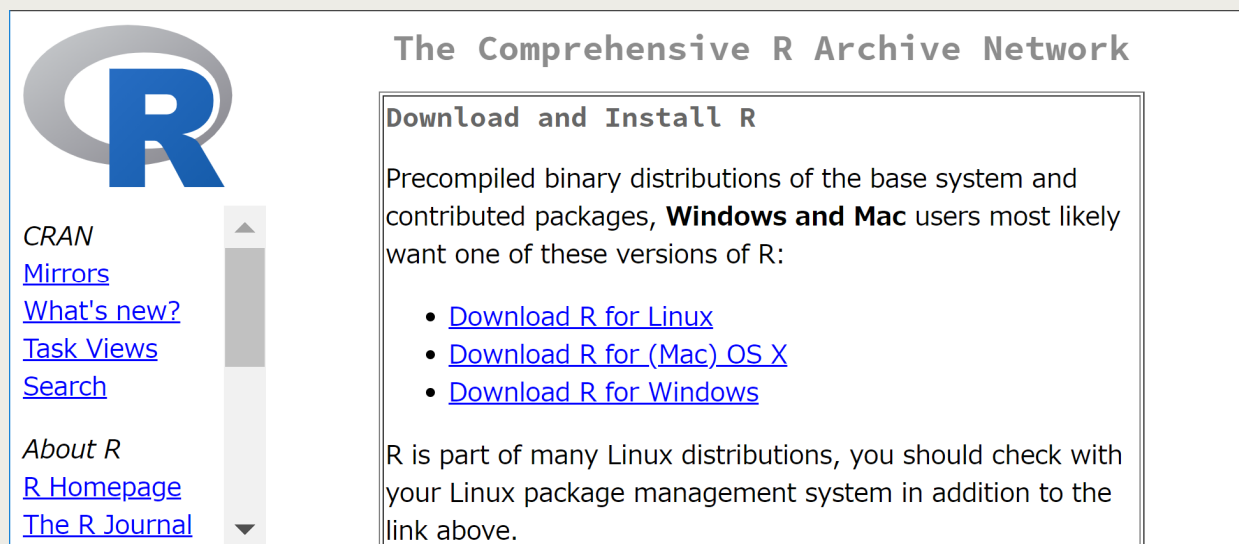 R
The Comprehensive R Archive Network
CRAN
Mirrors
What's new?
Task Views
Search
About R
R Homepage
The R Journal
Download and Install R
Precompiled binary distributions of the base system and
contributed packages, Windows and Mac users most likely
want one of these versions of R:
• Download R for Linux
• Download R for (Mac) OS X
• Download R for Windows
R is part of many Linux distributions, you should check with
your Linux package management system in addition to the
link above.